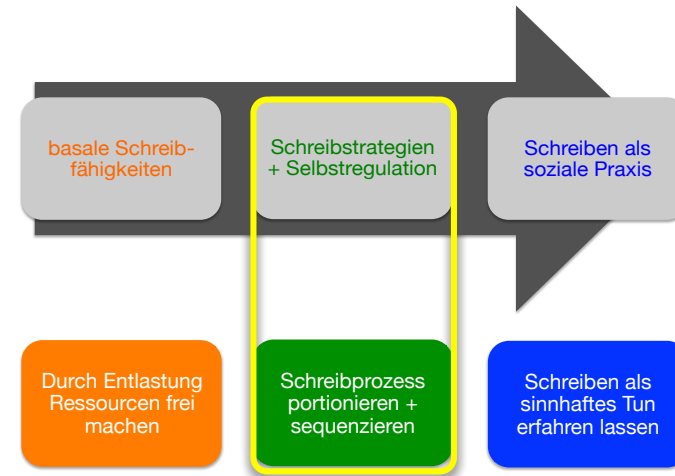 basale Schreib-
fähigkeiten
Schreibstrategien
+ Selbstregulation
Schreiben als
soziale Praxis
Durch Entlastung
Ressourcen frei
machen
Schreibprozess
portionieren +
sequenzieren
Schreiben als
sinnhaftes Tun
erfahren lassen